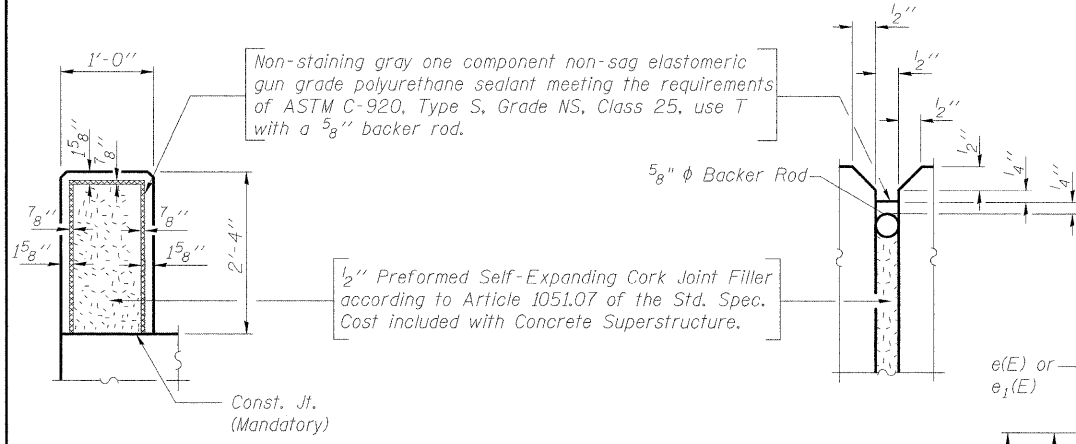 1'-0"
Non-staining gray one component non-sag elastomeric
gun grade polyurethane sealant meeting the requirements
of ASTM C-920, Type S, Grade NS, Class 25, use T
with a 5/8" backer rod.
1 5/8"
7/8"
7/8"
7/8"
1 5/8"
1 5/8"
2'-4"
1/2" Preformed Self-Expanding Cork Joint Filler
according to Article 1051.07 of the Std. Spec.
Cost included with Concrete Superstructure.
Const. Jt.
(Mandatory)
1/2"
1/2"
1/2"
1/2"
1/4"
1/4"
5/8" φ Backer Rod
e(E) or
e1(E)